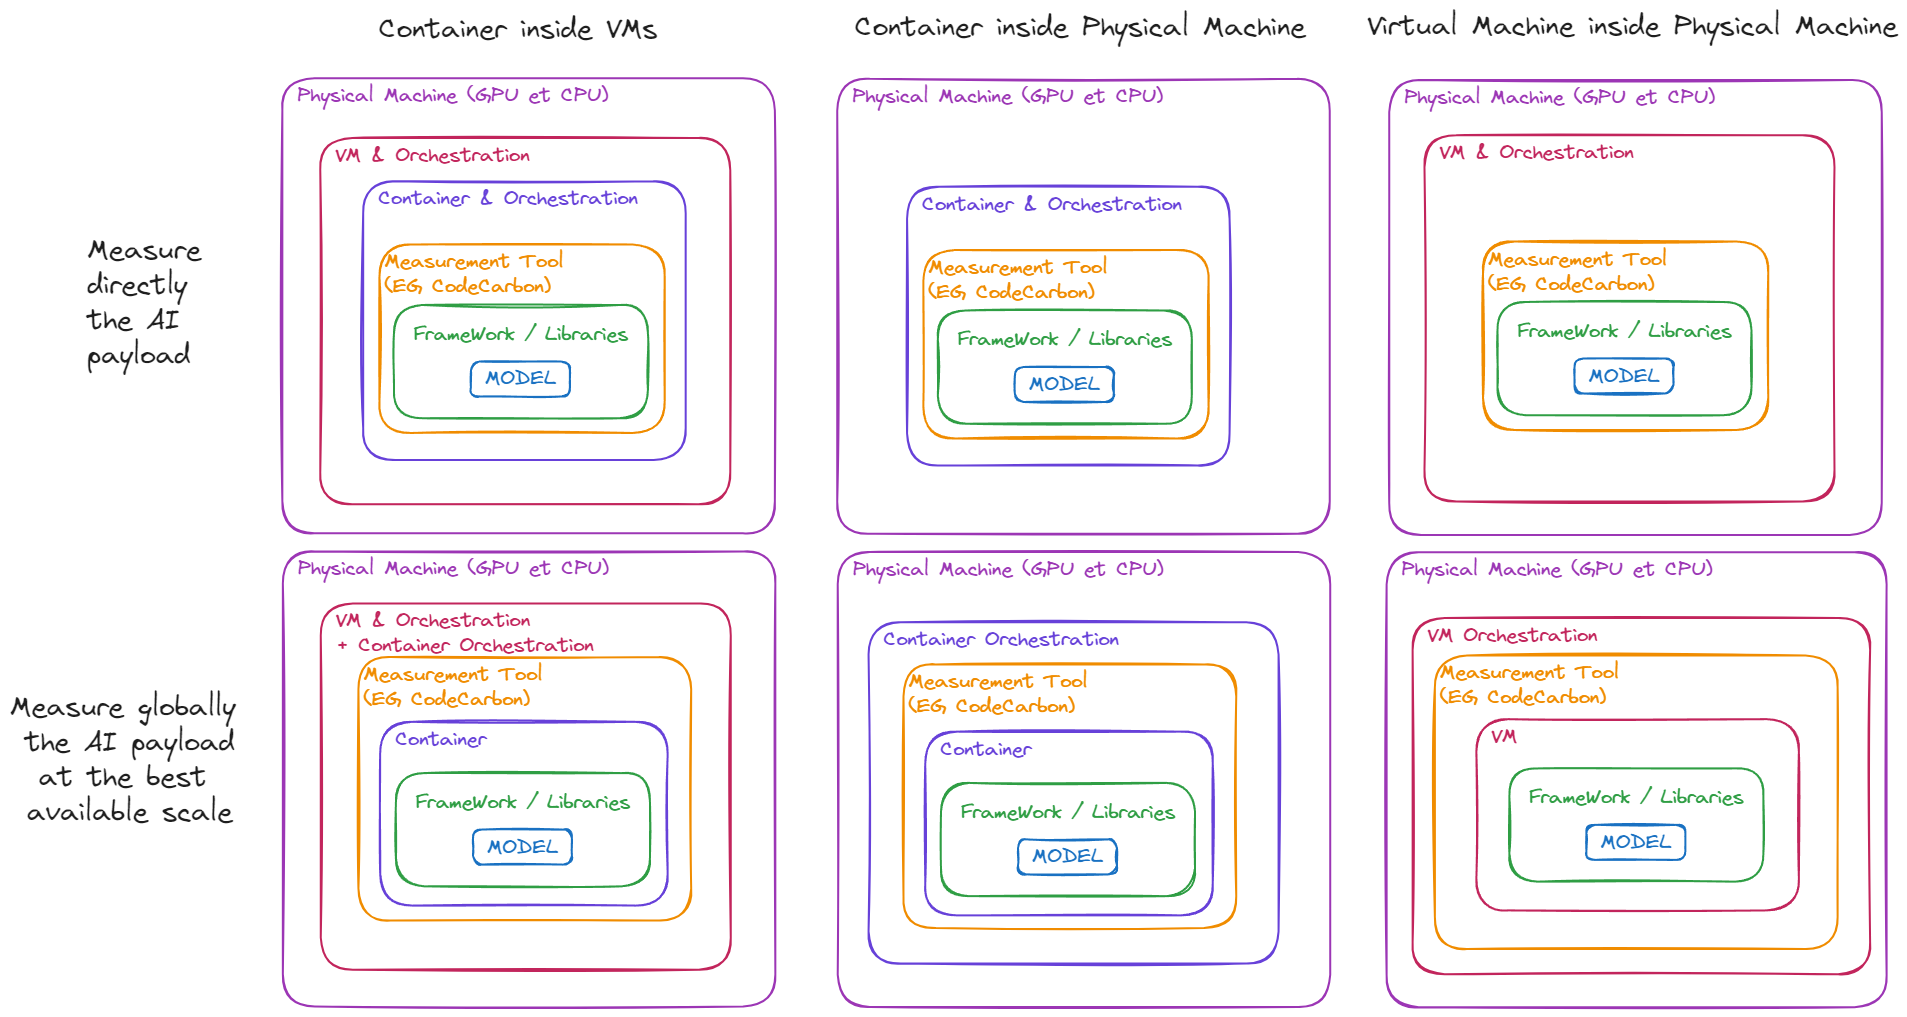 Container inside VMs
Container inside Physical Machine
Virtual Machine inside Physical Machine
Measure
directly
the AI
payload
Physical Machine (GPU et CPU)
VM & Orchestration
Container & Orchestration
Measurement Tool
(EG, CodeCarbon)
FrameWork / Libraries
MODEL
Physical Machine (GPU et CPU)
Container & Orchestration
Measurement Tool
(EG, CodeCarbon)
FrameWork / Libraries
MODEL
Physical Machine (GPU et CPU)
VM & Orchestration
Measurement Tool
(EG, CodeCarbon)
FrameWork / Libraries
MODEL
Measure globally
the AI payload
at the best
available scale
Physical Machine (GPU et CPU)
VM & Orchestration
+ Container Orchestration
Measurement Tool
(EG, CodeCarbon)
Container
FrameWork / Libraries
MODEL
Physical Machine (GPU et CPU)
Container Orchestration
Measurement Tool
(EG, CodeCarbon)
Container
FrameWork / Libraries
MODEL
Physical Machine (GPU et CPU)
VM Orchestration
Measurement Tool
(EG, CodeCarbon)
VM
FrameWork / Libraries
MODEL